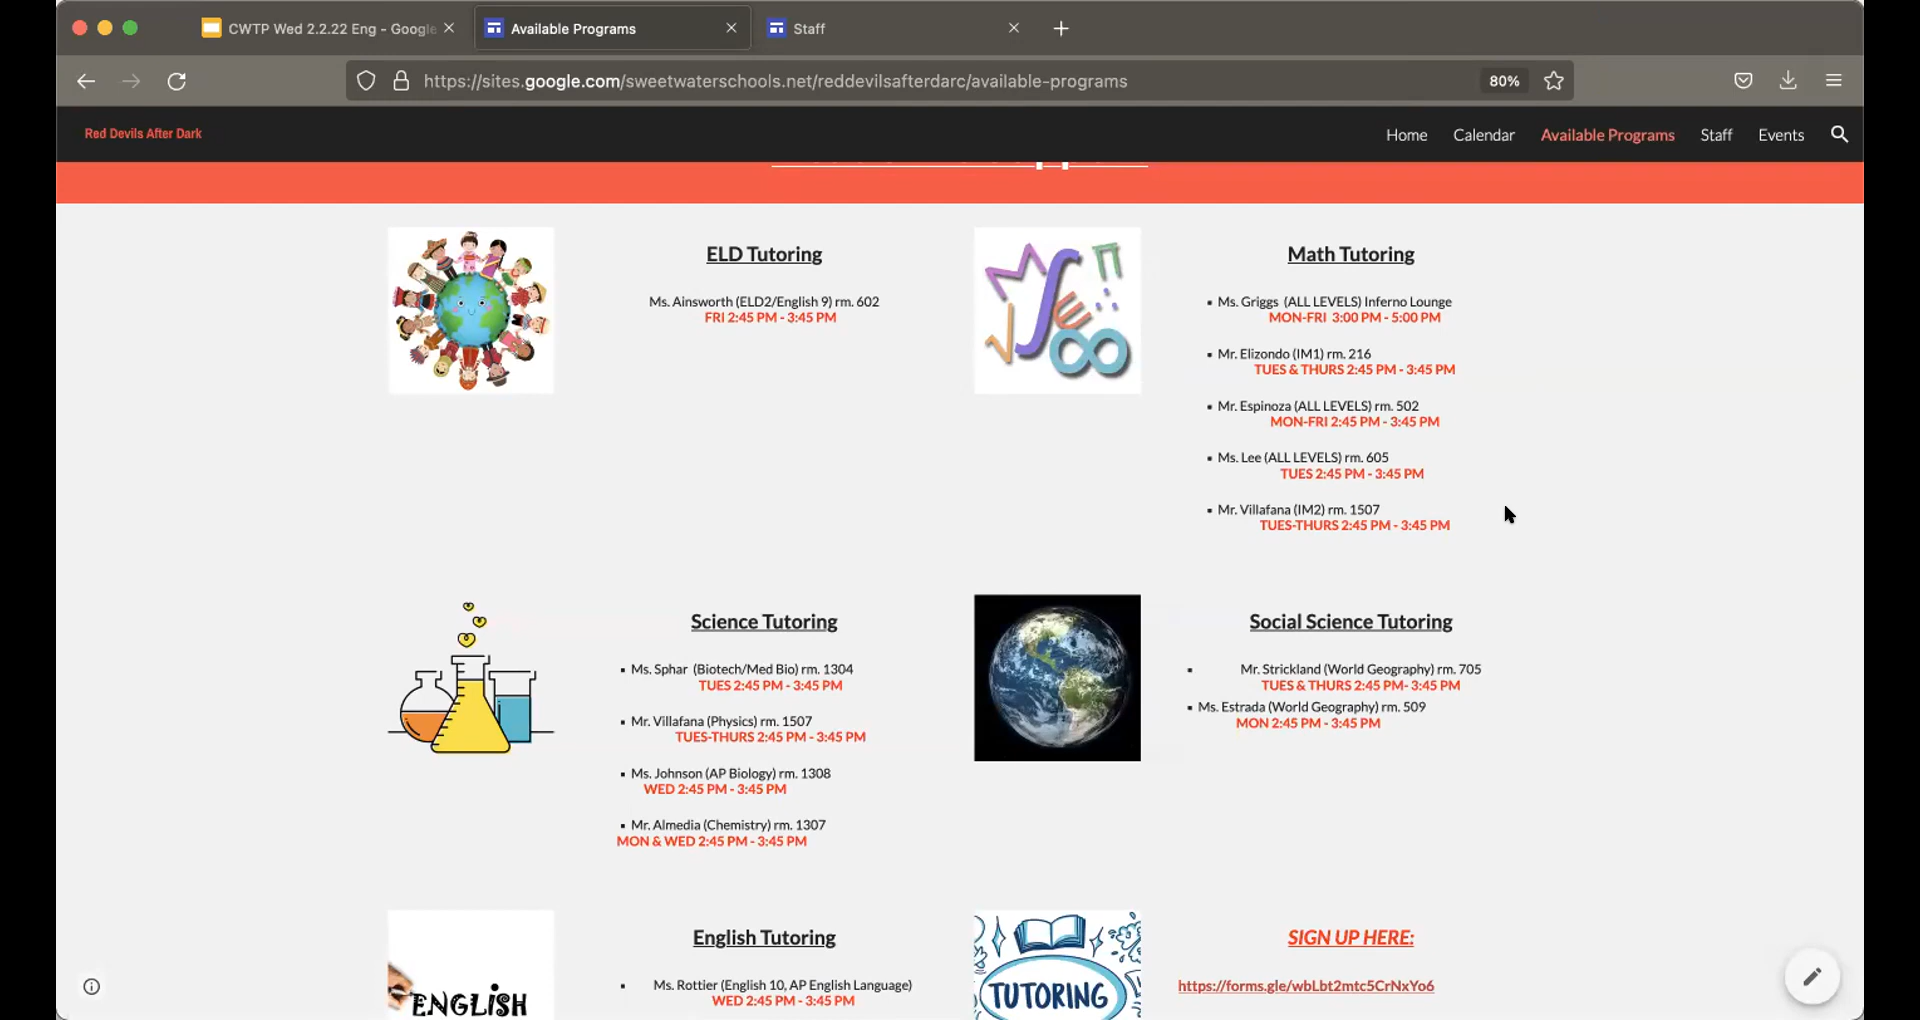 CWTP Wed 2.2.22 Eng - Google
Available Programs
Staff
https://sites.google.com/sweetwaterschools.net/reddevilsafterdarc/available-programs
80%
Red Devils After Dark
Home
Calendar
Available Programs
Staff
Events
ELD Tutoring
Ms. Ainsworth (ELD2/English 9) rm. 602
FRI 2:45 PM - 3:45 PM
Math Tutoring
▪ Ms. Griggs (ALL LEVELS) Inferno Lounge
MON-FRI 3:00 PM - 5:00 PM
▪ Mr. Elizondo (IM1) rm. 216
TUES & THURS 2:45 PM - 3:45 PM
▪ Mr. Espinoza (ALL LEVELS) rm. 502
MON-FRI 2:45 PM - 3:45 PM
▪ Ms. Lee (ALL LEVELS) rm. 605
TUES 2:45 PM - 3:45 PM
▪ Mr. Villafana (IM2) rm. 1507
TUES-THURS 2:45 PM - 3:45 PM
Science Tutoring
▪ Ms. Sphar (Biotech/Med Bio) rm. 1304
TUES 2:45 PM - 3:45 PM
▪ Mr. Villafana (Physics) rm. 1507
TUES-THURS 2:45 PM - 3:45 PM
▪ Ms. Johnson (AP Biology) rm. 1308
WED 2:45 PM - 3:45 PM
▪ Mr. Almedia (Chemistry) rm. 1307
MON & WED 2:45 PM - 3:45 PM
Social Science Tutoring
▪ Mr. Strickland (World Geography) rm. 705
TUES & THURS 2:45 PM- 3:45 PM
▪ Ms. Estrada (World Geography) rm. 509
MON 2:45 PM - 3:45 PM
ENGLISH
English Tutoring
▪ Ms. Rottier (English 10, AP English Language)
WED 2:45 PM - 3:45 PM
TUTORING
SIGN UP HERE:
https://forms.gle/wbLbt2mtc5CrNxYo6